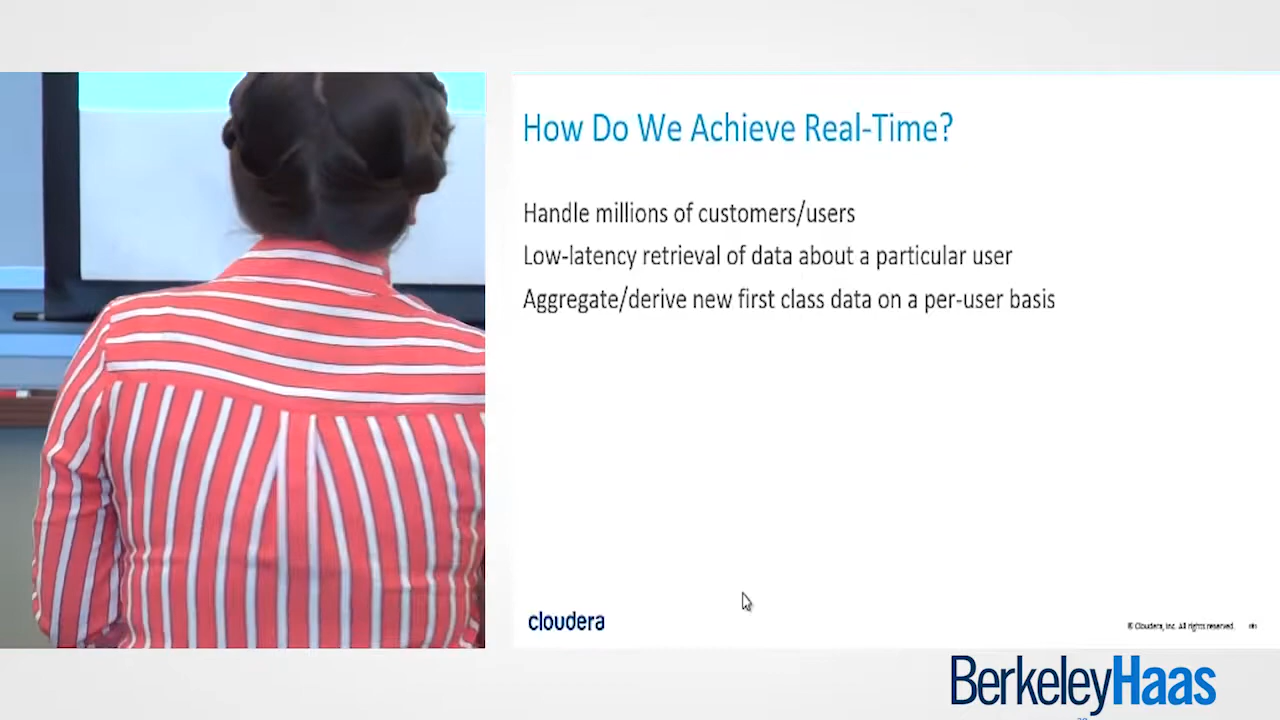 How Do We Achieve Real-Time?
Handle millions of customers/users
Low-latency retrieval of data about a particular user
Aggregate/derive new first class data on a per-user basis
cloudera
© Cloudera, Inc. All rights reserved.
BerkeleyHaas